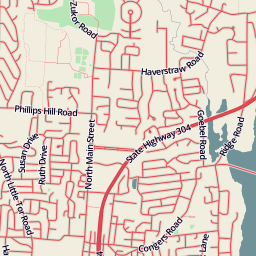 Zukor Road
Haverstraw Road
Phillips Hill Road
North Main Street
State Highway 304
Goebel Road
Ridge Road
Susan Drive
Ruth Drive
North Little Tor Road
Congers Road
Lane